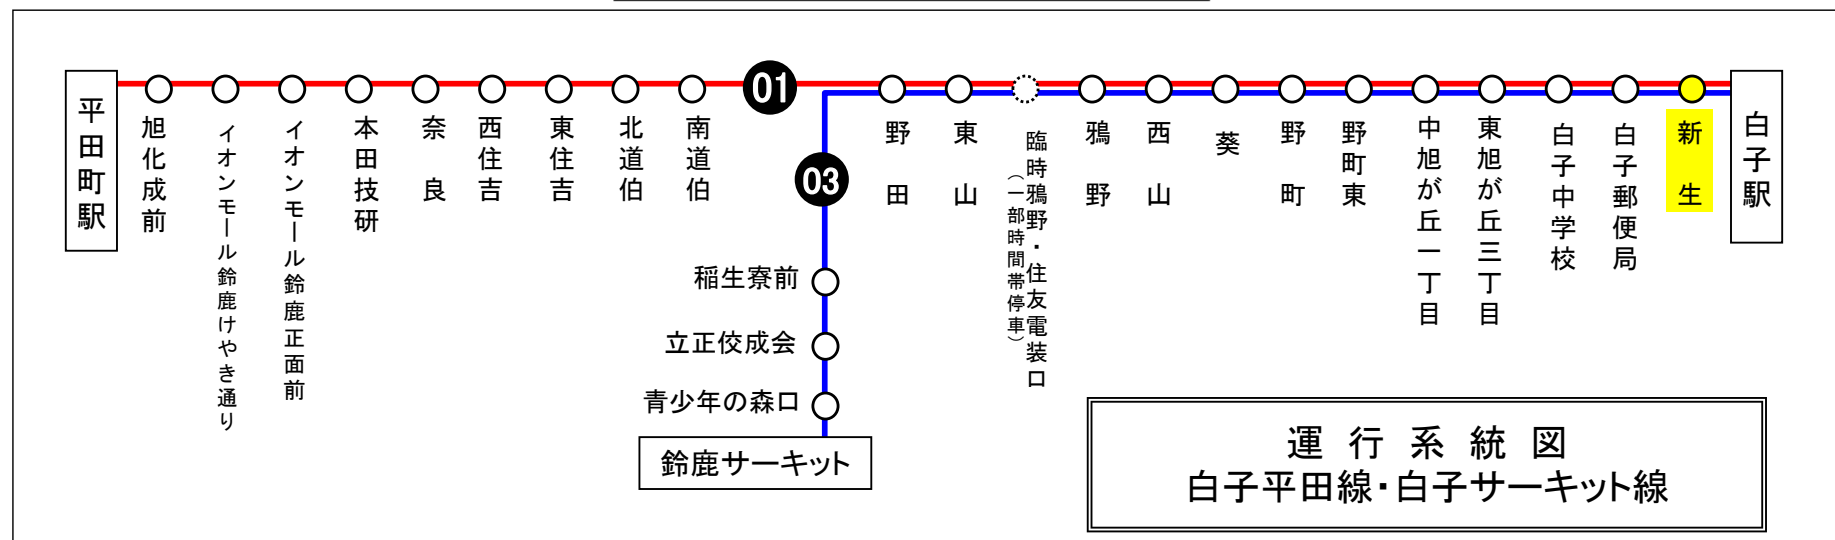 平田町駅
旭化成前
イオンモール鈴鹿けやき通り
イオンモール鈴鹿正面前
本田技研
奈良
西住吉
東住吉
北道伯
南道伯
01
03
野田
東山
臨時鴉野・住友電装口
（一部時間帯停車）
鴉野
西山
葵
野町
野町東
中旭が丘一丁目
東旭が丘三丁目
白子中学校
白子郵便局
新生
白子駅
稲生寮前
立正佼成会
青少年の森口
鈴鹿サーキット
運行系統図
白子平田線・白子サーキット線